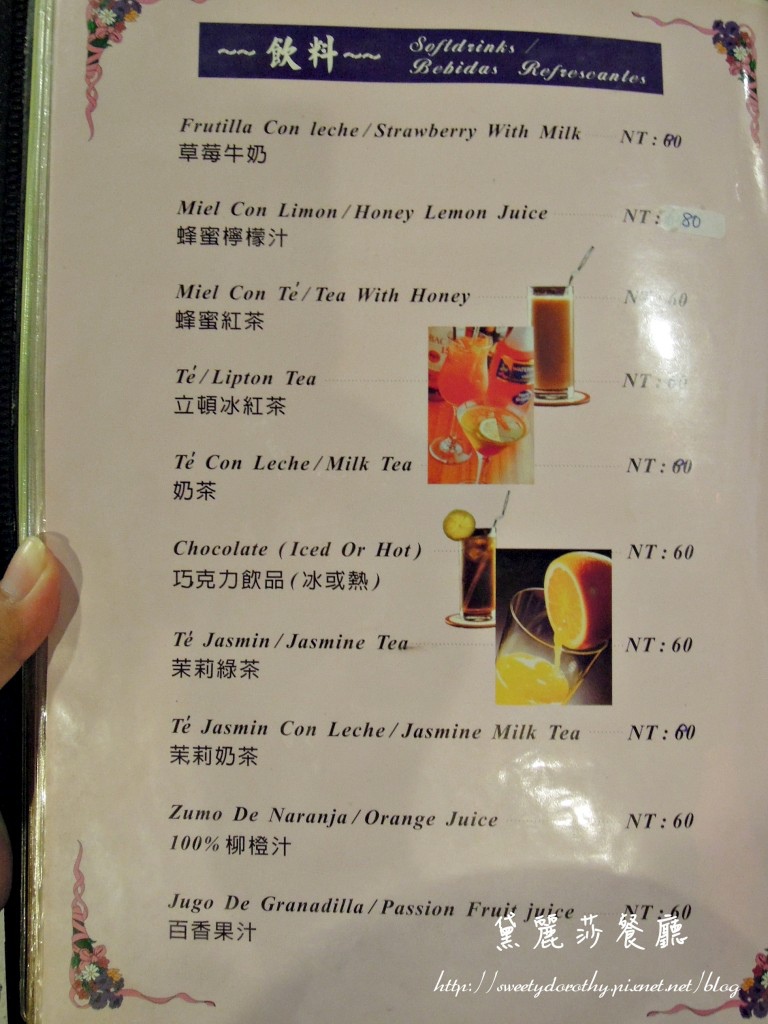 ~~飲料~~ Softdrinks /
Bebidas Refrescantes
Frutilla Con leche/Strawberry With Milk NT:60
草莓牛奶
Miel Con Limon/Honey Lemon Juice NT: 80
蜂蜜檸檬汁
Miel Con Té/Tea With Honey NT:60
蜂蜜紅茶
Té/Lipton Tea NT:60
立頓冰紅茶
Té Con Leche/Milk Tea NT:60
奶茶
Chocolate (Iced Or Hot) NT:60
巧克力飲品(冰或熱)
Té Jasmin/Jasmine Tea NT:60
茉莉綠茶
Té Jasmin Con Leche/Jasmine Milk Tea NT:60
茉莉奶茶
Zumo De Naranja/Orange Juice NT:60
100%柳橙汁
Jugo De Granadilla/Passion Fruit juice NT:60
百香果汁
黛麗莎餐廳
http://sweetydorothy.pixnet.net/blog